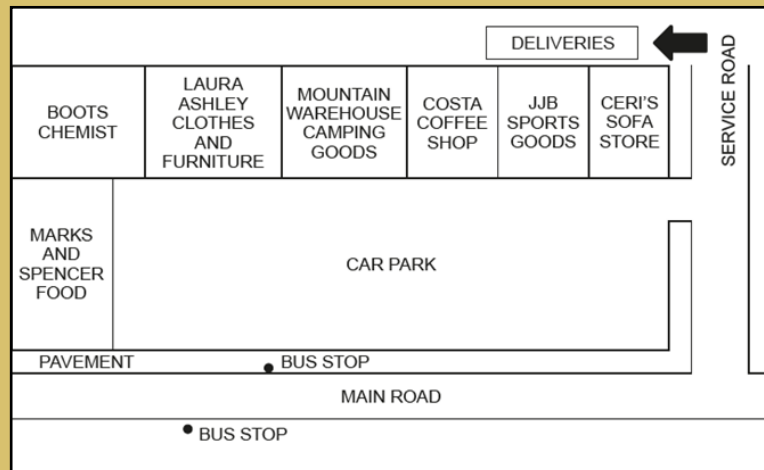 DELIVERIES
SERVICE ROAD
BOOTS
CHEMIST
LAURA
ASHLEY
CLOTHES
AND
FURNITURE
MOUNTAIN
WAREHOUSE
CAMPING
GOODS
COSTA
COFFEE
SHOP
JJB
SPORTS
GOODS
CERI'S
SOFA
STORE
MARKS
AND
SPENCER
FOOD
CAR PARK
PAVEMENT
BUS STOP
MAIN ROAD
BUS STOP